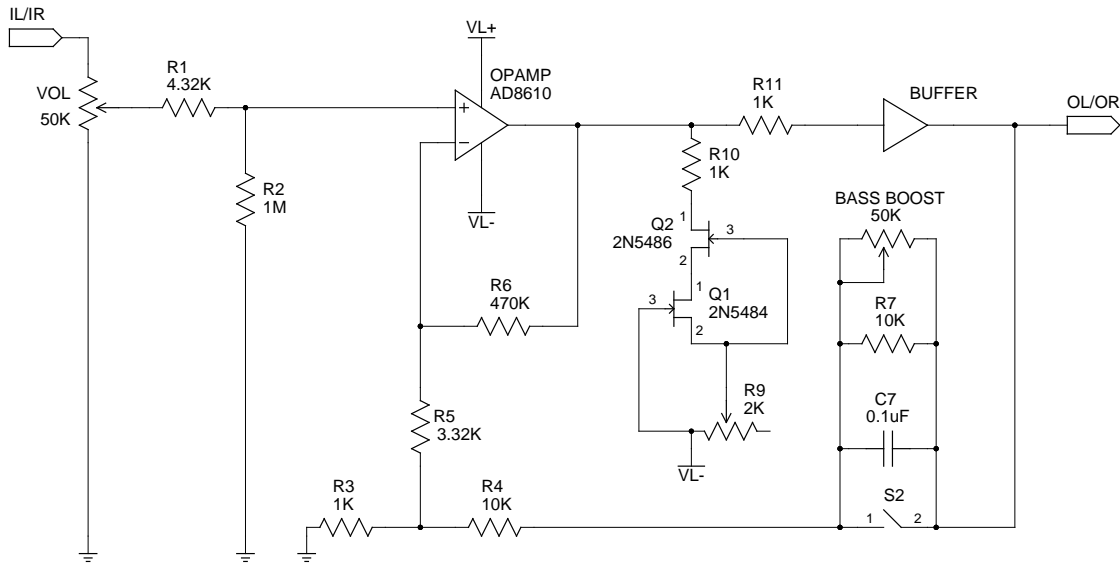 IL/IR
VOL
50K
R1
4.32K
R2
1M
VL+
OPAMP
AD8610
+
−
VL-
R6
470K
R5
3.32K
R3
1K
R4
10K
R11
1K
R10
1K
Q2
2N5486
1
3
2
Q1
2N5484
1
3
2
R9
2K
VL-
BUFFER
OL/OR
BASS BOOST
50K
R7
10K
C7
0.1uF
S2
1
2